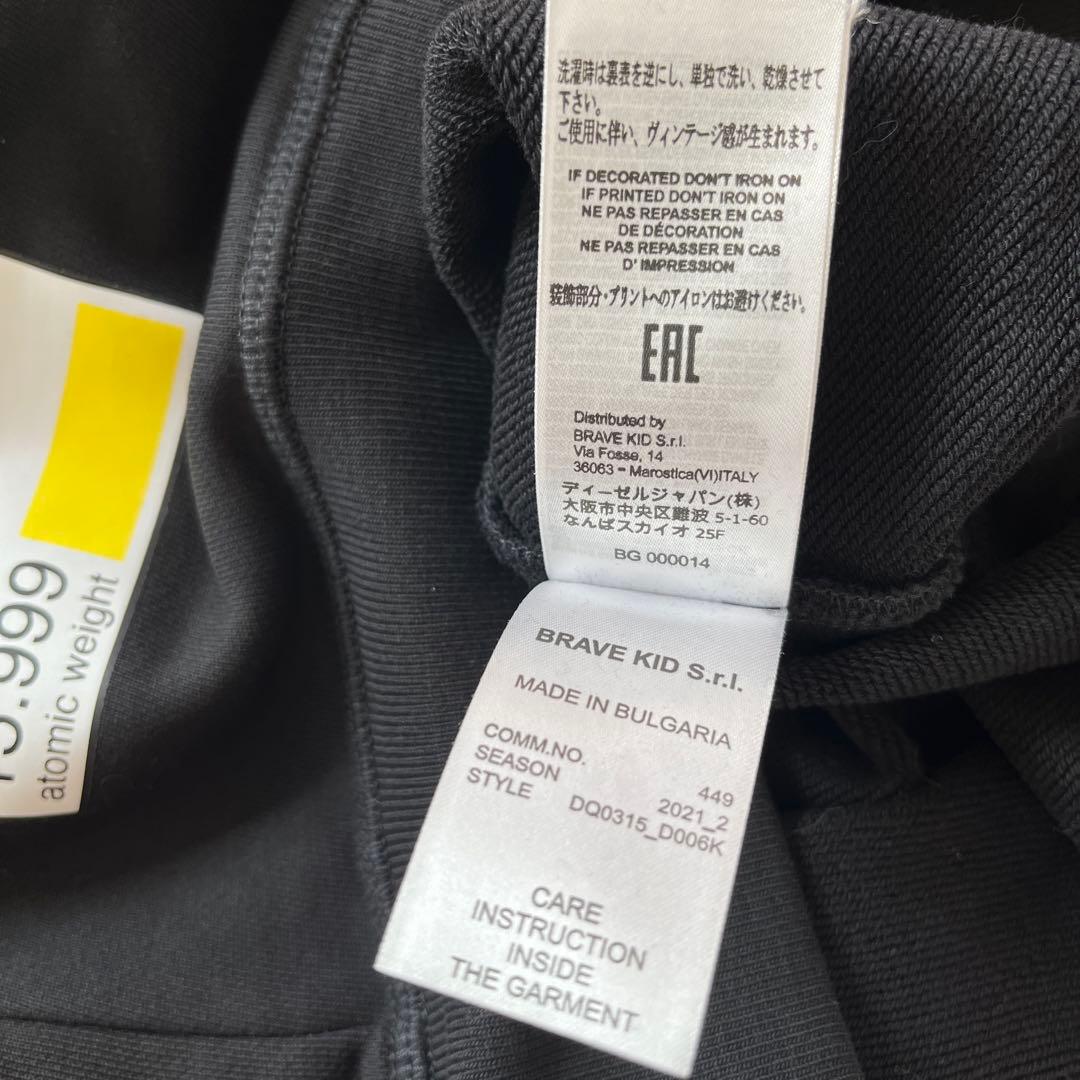 洗濯時は裏表を逆にし、単独で洗い、乾燥させて
下さい。
ご使用に伴い、ヴィンテージ感が生まれます。
IF DECORATED DON'T IRON ON
IF PRINTED DON'T IRON ON
NE PAS REPASSER EN CAS
DE DÉCORATION
NE PAS REPASSER EN CAS
D' IMPRESSION
装飾部分・プリントへのアイロンはお避けください。
EAC
Distributed by
BRAVE KID S.r.l.
Via Fosse, 14
36063 - Marostica(VI)ITALY
ディーゼルジャパン(株)
大阪市中央区難波 5-1-60
なんばスカイオ 25F
BG 000014
BRAVE KID S.r.l.
MADE IN BULGARIA
COMM.NO. 449
SEASON 2021_2
STYLE DQ0315_D006K
CARE
INSTRUCTION
INSIDE
THE GARMENT
.999
atomic weight